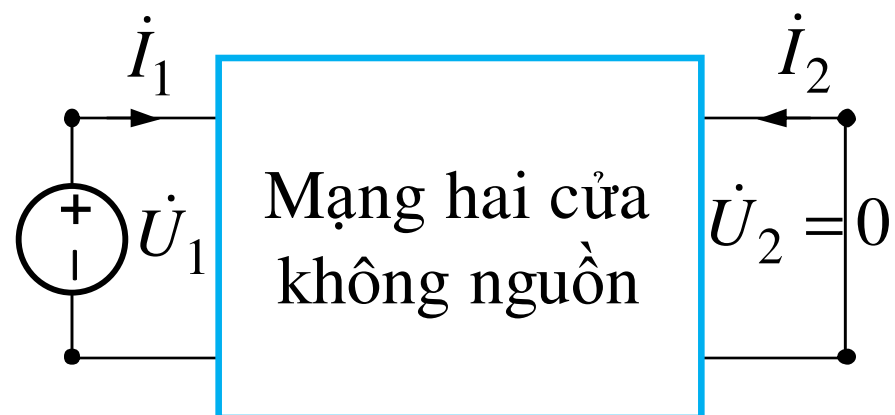 İ₁ İ₂
+
U̇₁ Mạng hai cửa U̇₂ = 0
− không nguồn